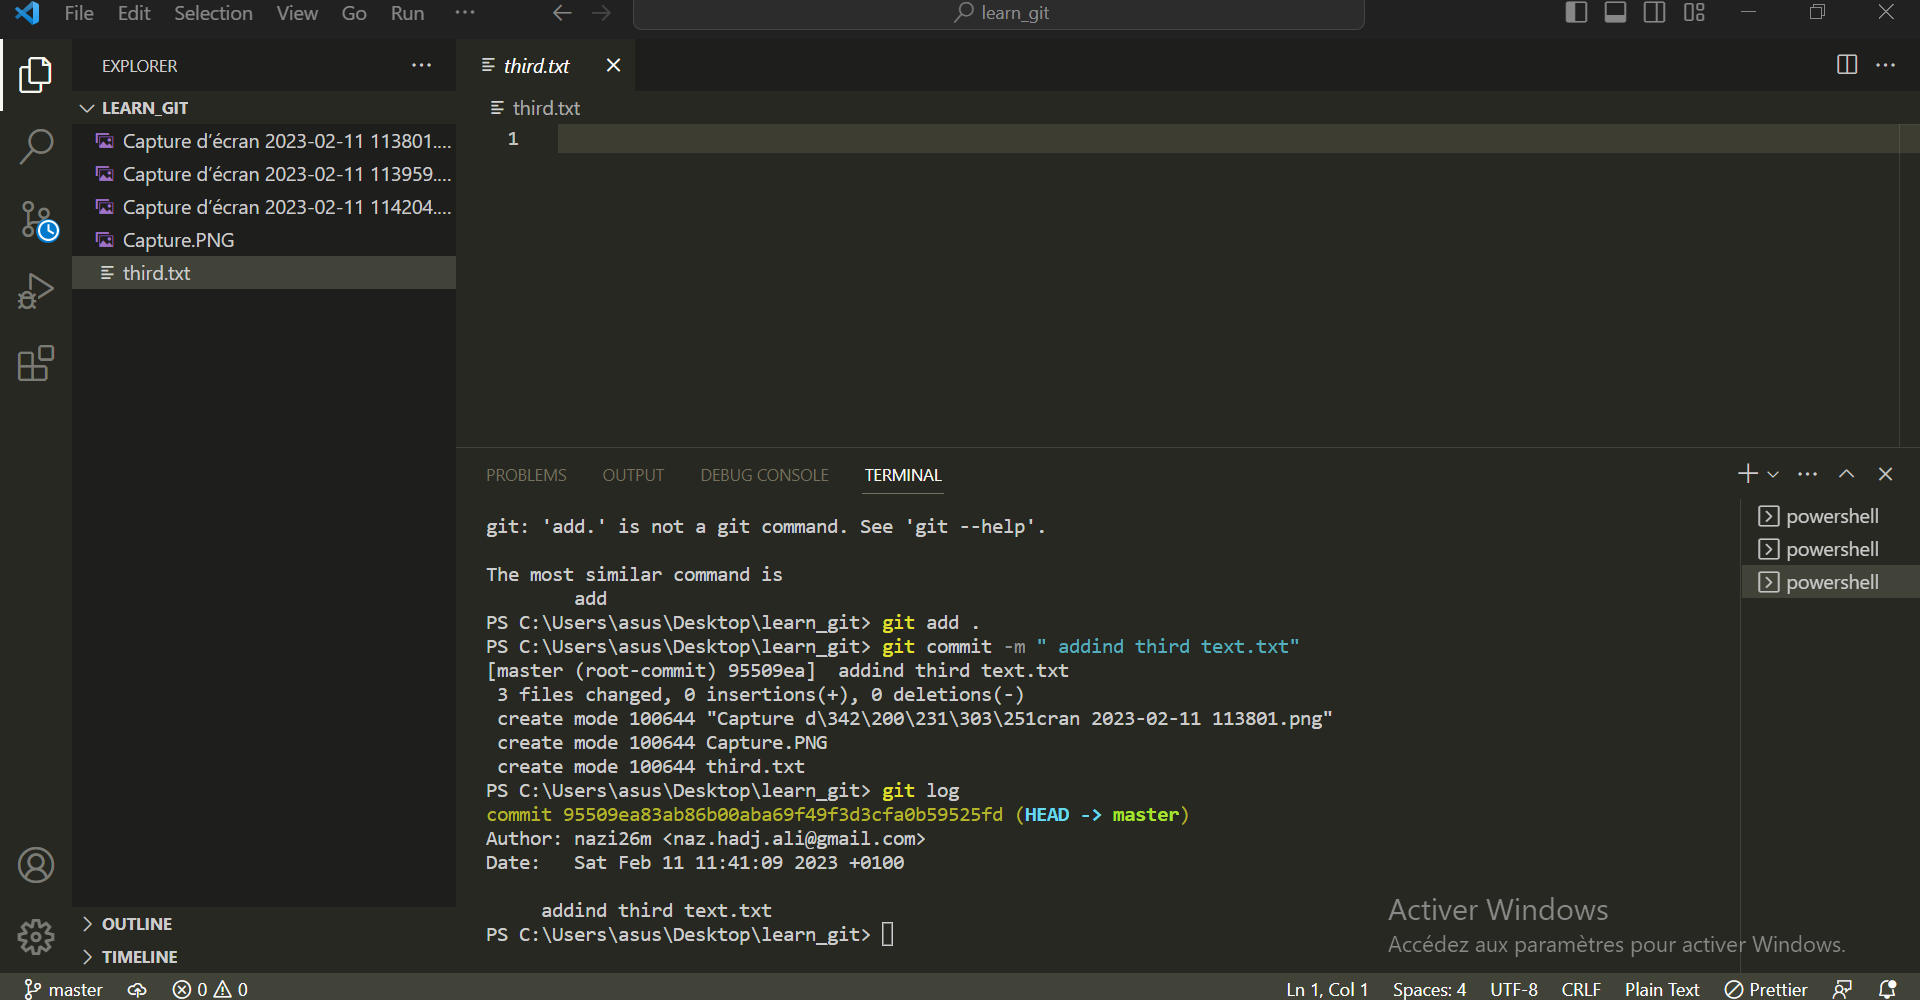 File Edit Selection View Go Run ··· learn_git
EXPLORER ···
LEARN_GIT
Capture d’écran 2023-02-11 113801....
Capture d’écran 2023-02-11 113959....
Capture d’écran 2023-02-11 114204....
Capture.PNG
third.txt
OUTLINE
TIMELINE
third.txt
third.txt
1
PROBLEMS OUTPUT DEBUG CONSOLE TERMINAL
git: 'add.' is not a git command. See 'git --help'.
The most similar command is
add
PS C:\Users\asus\Desktop\learn_git> git add .
PS C:\Users\asus\Desktop\learn_git> git commit -m " addind third text.txt"
[master (root-commit) 95509ea]  addind third text.txt
3 files changed, 0 insertions(+), 0 deletions(-)
create mode 100644 "Capture d\342\200\231\303\251cran 2023-02-11 113801.png"
create mode 100644 Capture.PNG
create mode 100644 third.txt
PS C:\Users\asus\Desktop\learn_git> git log
commit 95509ea83ab86b00aba69f49f3d3cfa0b59525fd (HEAD -> master)
Author: nazi26m <naz.hadj.ali@gmail.com>
Date:   Sat Feb 11 11:41:09 2023 +0100
addind third text.txt
PS C:\Users\asus\Desktop\learn_git>
powershell
powershell
powershell
Activer Windows
Accédez aux paramètres pour activer Windows.
master 0 0 Ln 1, Col 1 Spaces: 4 UTF-8 CRLF Plain Text Prettier